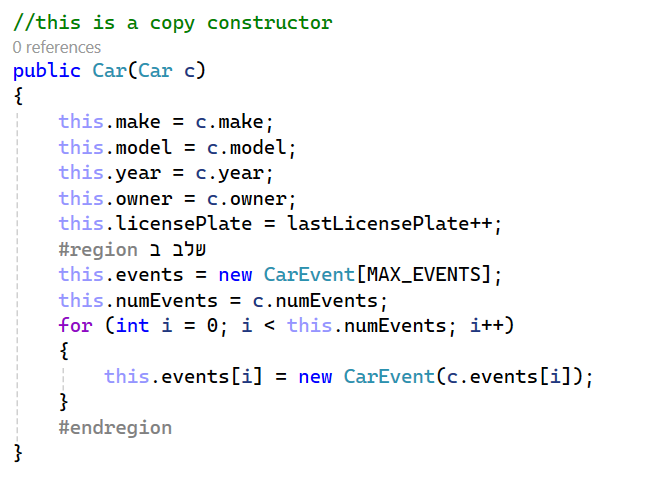 //this is a copy constructor
0 references
public Car(Car c)
{
    this.make = c.make;
    this.model = c.model;
    this.year = c.year;
    this.owner = c.owner;
    this.licensePlate = lastLicensePlate++;
    #region שלב ב
    this.events = new CarEvent[MAX_EVENTS];
    this.numEvents = c.numEvents;
    for (int i = 0; i < this.numEvents; i++)
    {
        this.events[i] = new CarEvent(c.events[i]);
    }
    #endregion
}